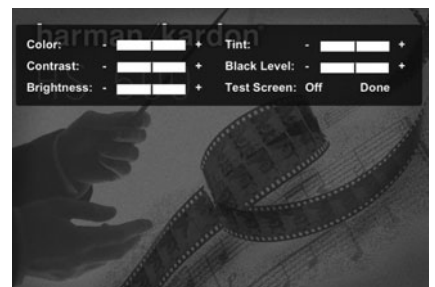 harman/kardon
Color: - + Tint: - +
Contrast: - + Black Level: - +
Brightness: - + Test Screen: Off Done